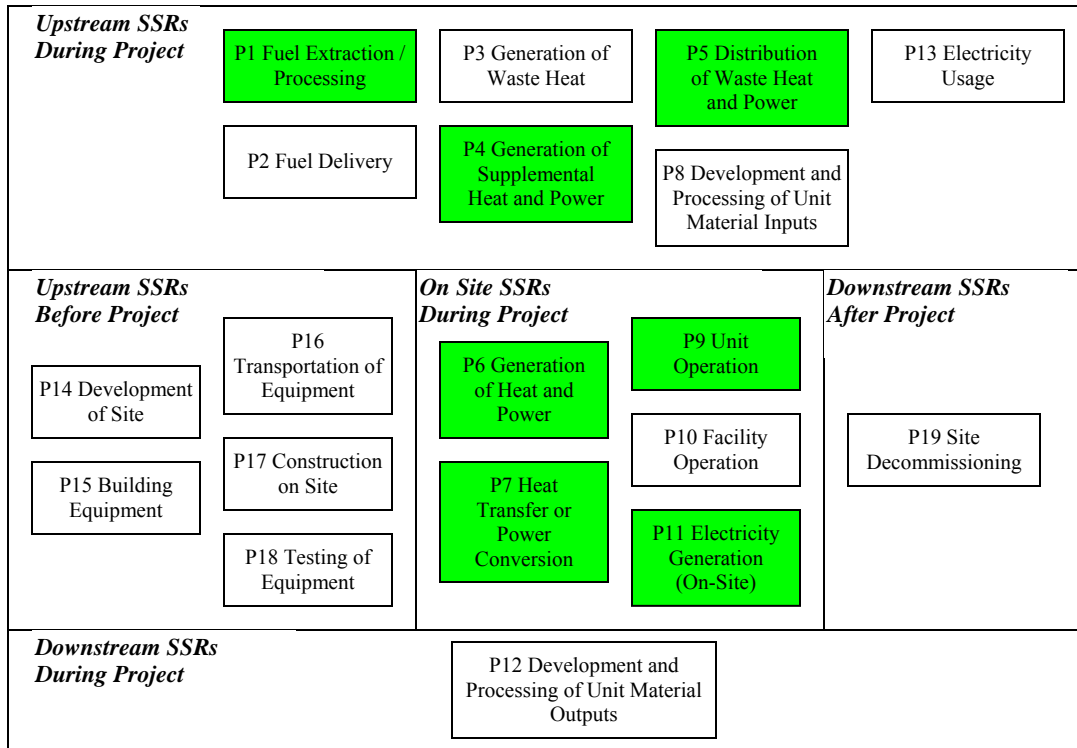 Upstream SSRs
During Project
P1 Fuel Extraction /
Processing
P3 Generation of
Waste Heat
P5 Distribution
of Waste Heat
and Power
P13 Electricity
Usage
P2 Fuel Delivery
P4 Generation of
Supplemental
Heat and Power
P8 Development and
Processing of Unit
Material Inputs
Upstream SSRs
Before Project
P14 Development
of Site
P15 Building
Equipment
P16
Transportation of
Equipment
P17 Construction
on Site
P18 Testing of
Equipment
On Site SSRs
During Project
P6 Generation
of Heat and
Power
P7 Heat
Transfer or
Power
Conversion
P9 Unit
Operation
P10 Facility
Operation
P11 Electricity
Generation
(On-Site)
Downstream SSRs
After Project
P19 Site
Decommissioning
Downstream SSRs
During Project
P12 Development and
Processing of Unit Material
Outputs